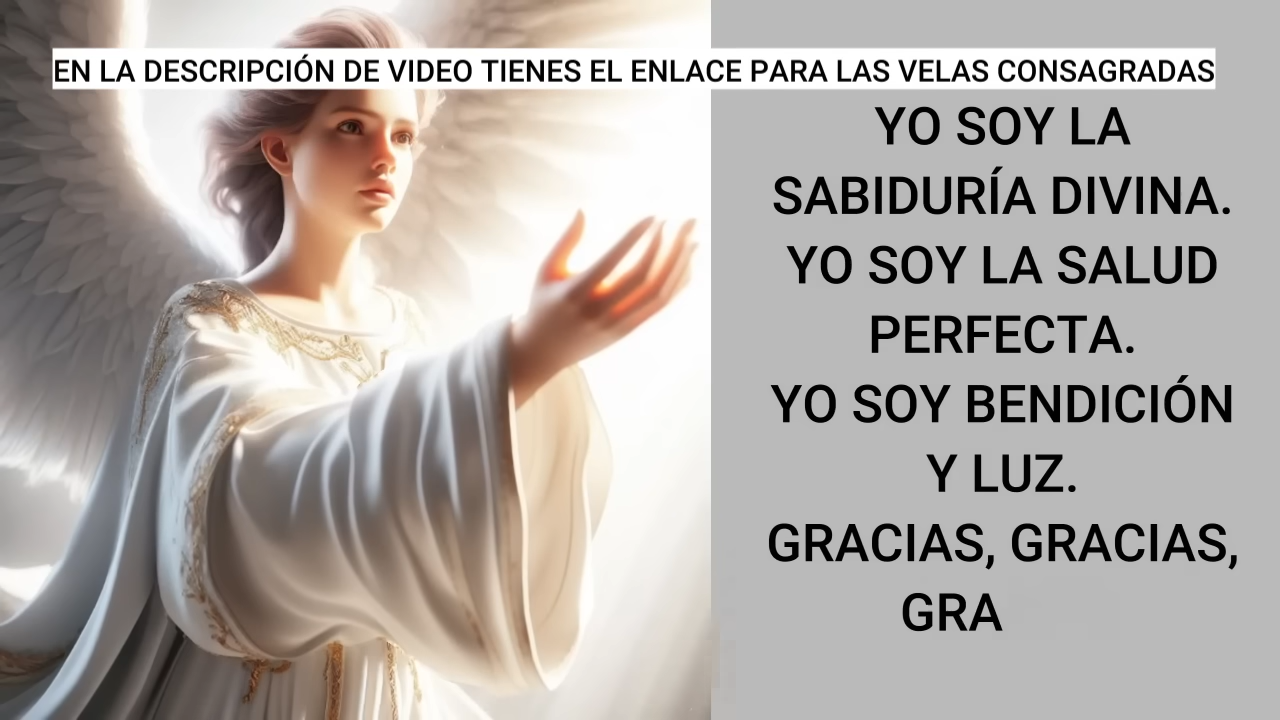 EN LA DESCRIPCIÓN DE VIDEO TIENES EL ENLACE PARA LAS VELAS CONSAGRADAS
YO SOY LA
SABIDURÍA DIVINA.
YO SOY LA SALUD
PERFECTA.
YO SOY BENDICIÓN
Y LUZ.
GRACIAS, GRACIAS,
GRA